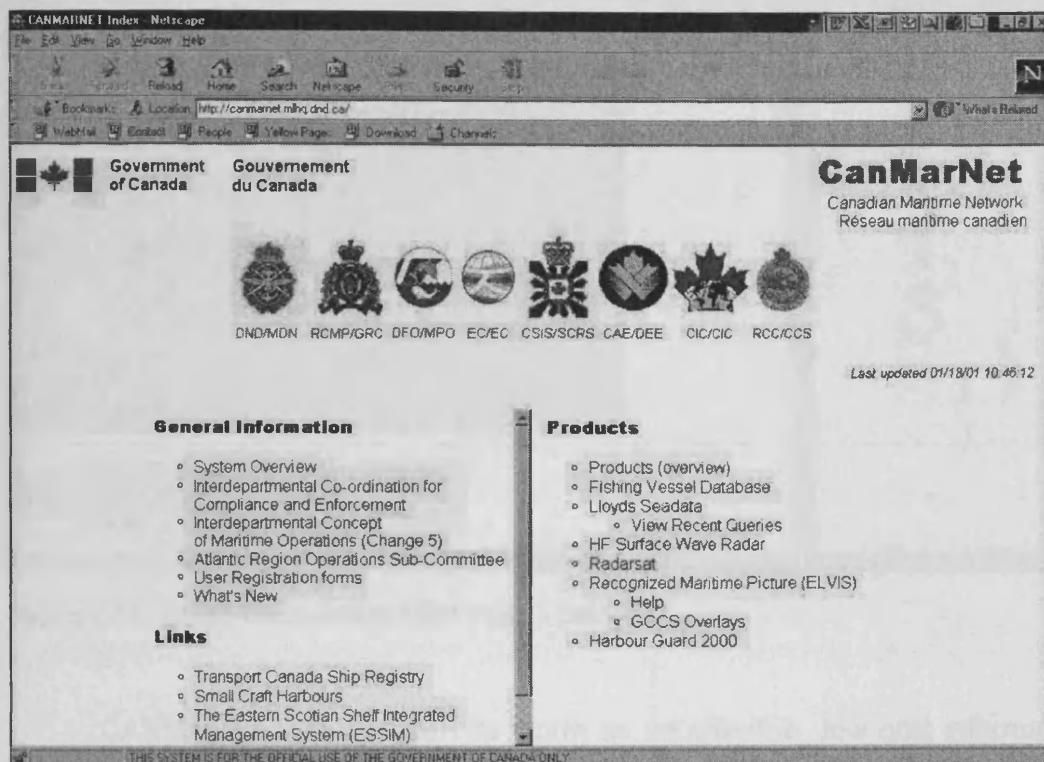 CANMARNET Index - Netscape
File Edit View Go Window Help
Reload Home Search Netscape Security
Bookmarks Location http://canmarnet.mlhq.dnd.ca/ What's Related
WebMail Contact People Yellow Pages Download Channels
Government of Canada
Gouvernement du Canada
CanMarNet
Canadian Maritime Network
Réseau maritime canadien
DND/MDN RCMP/GRC DFO/MPO EC/EC CSIS/SCRS CAE/DEE CIC/CIC RCC/CCS
Last updated 01/18/01 10:46:12
General Information
System Overview
Interdepartmental Co-ordination for
Compliance and Enforcement
Interdepartmental Concept
of Maritime Operations (Change 5)
Atlantic Region Operations Sub-Committee
User Registration forms
What's New
Links
Transport Canada Ship Registry
Small Craft Harbours
The Eastern Scotian Shelf Integrated
Management System (ESSIM)
Products
Products (overview)
Fishing Vessel Database
Lloyds Seadata
View Recent Queries
HF Surface Wave Radar
Radarsat
Recognized Maritime Picture (ELVIS)
Help
GCCS Overlays
Harbour Guard 2000
THIS SYSTEM IS FOR THE OFFICIAL USE OF THE GOVERNMENT OF CANADA ONLY